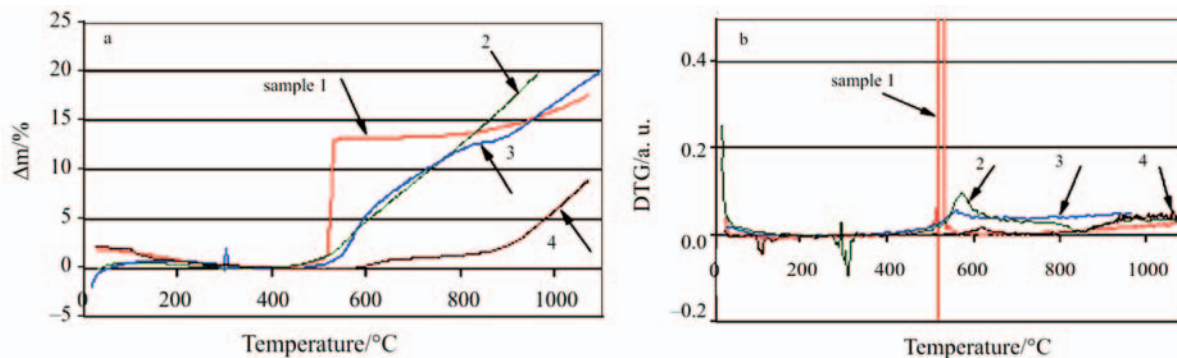 a
25
20
15
10
5
0
–5
Δm/%
sample 1
2
3
4
200 400 600 800 1000
Temperature/°C
b
0.4
0.2
0.0
–0.2
DTG/a. u.
sample 1
2 3 4
0 200 400 600 800 1000
Temperature/°C